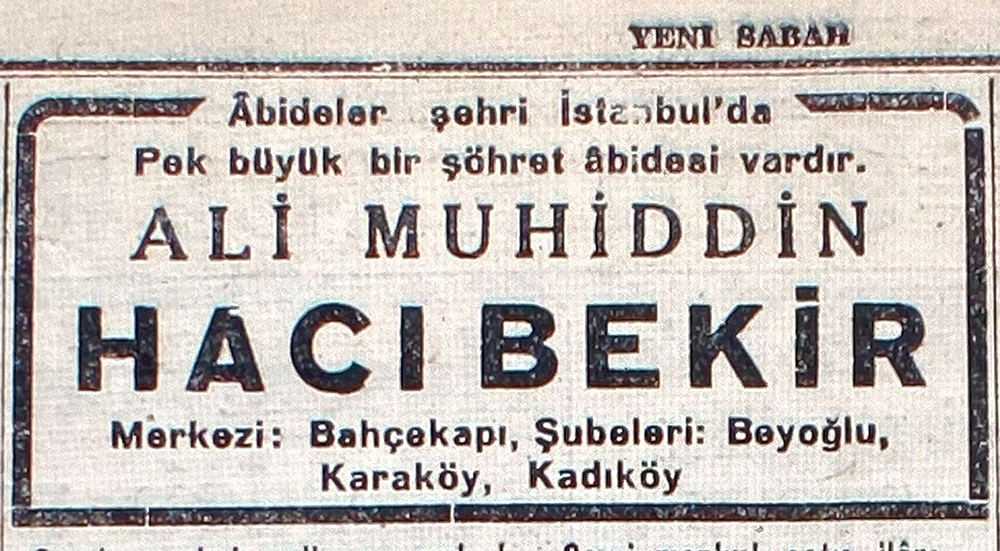 YENİ SABAH
Âbideler şehri İstanbul'da
Pek büyük bir şöhret âbidesi vardır.
ALİ MUHİDDİN
HACI BEKİR
Merkezi: Bahçekapı, Şubeleri: Beyoğlu,
Karaköy, Kadıköy